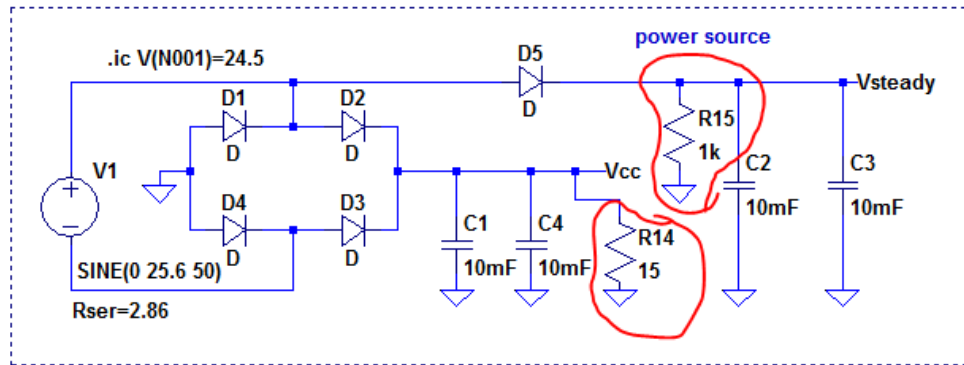 power source
.ic V(N001)=24.5
D5
D
Vsteady
D1
D
D2
D
R15
1k
V1
Vcc
C2
10mF
C3
10mF
D4
D
D3
D
C1
10mF
C4
10mF
R14
15
SINE(0 25.6 50)
Rser=2.86